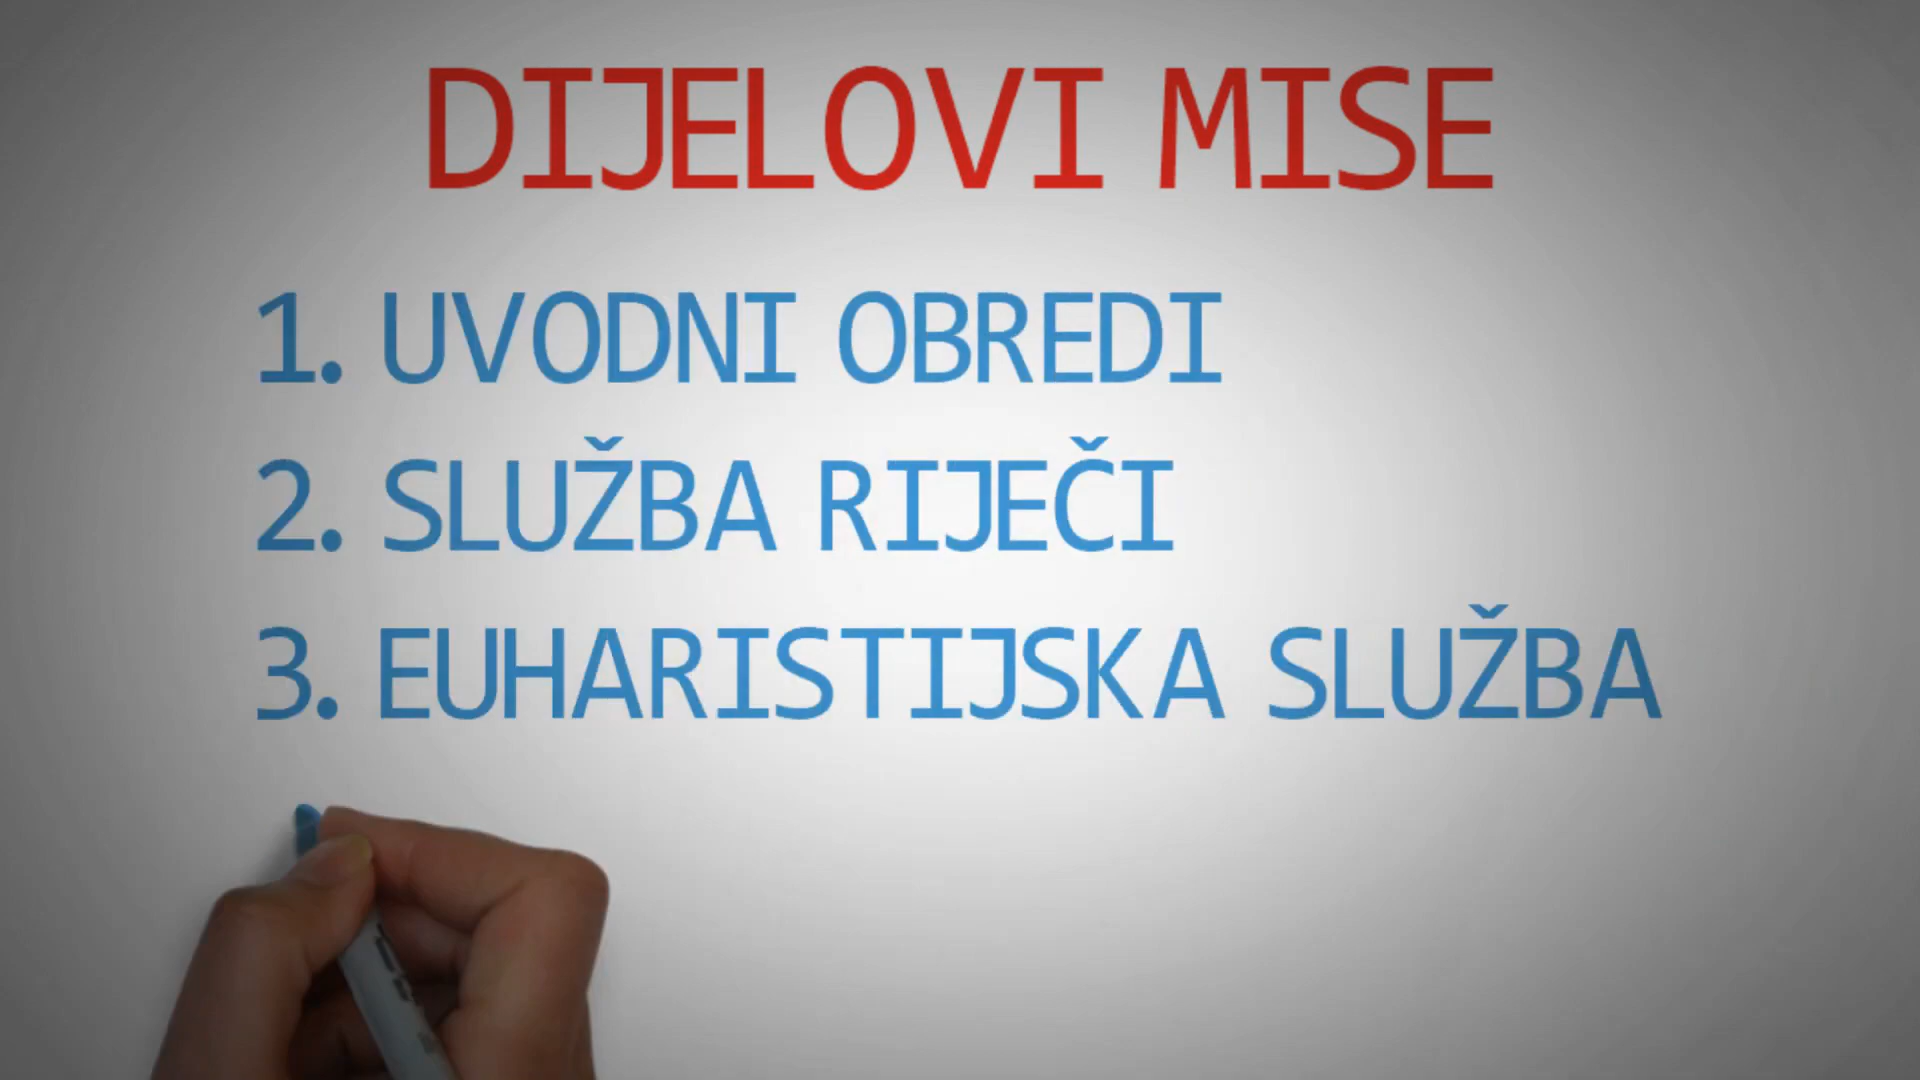 DIJELOVI MISE
1. UVODNI OBREDI
2. SLUŽBA RIJEČI
3. EUHARISTIJSKA SLUŽBA